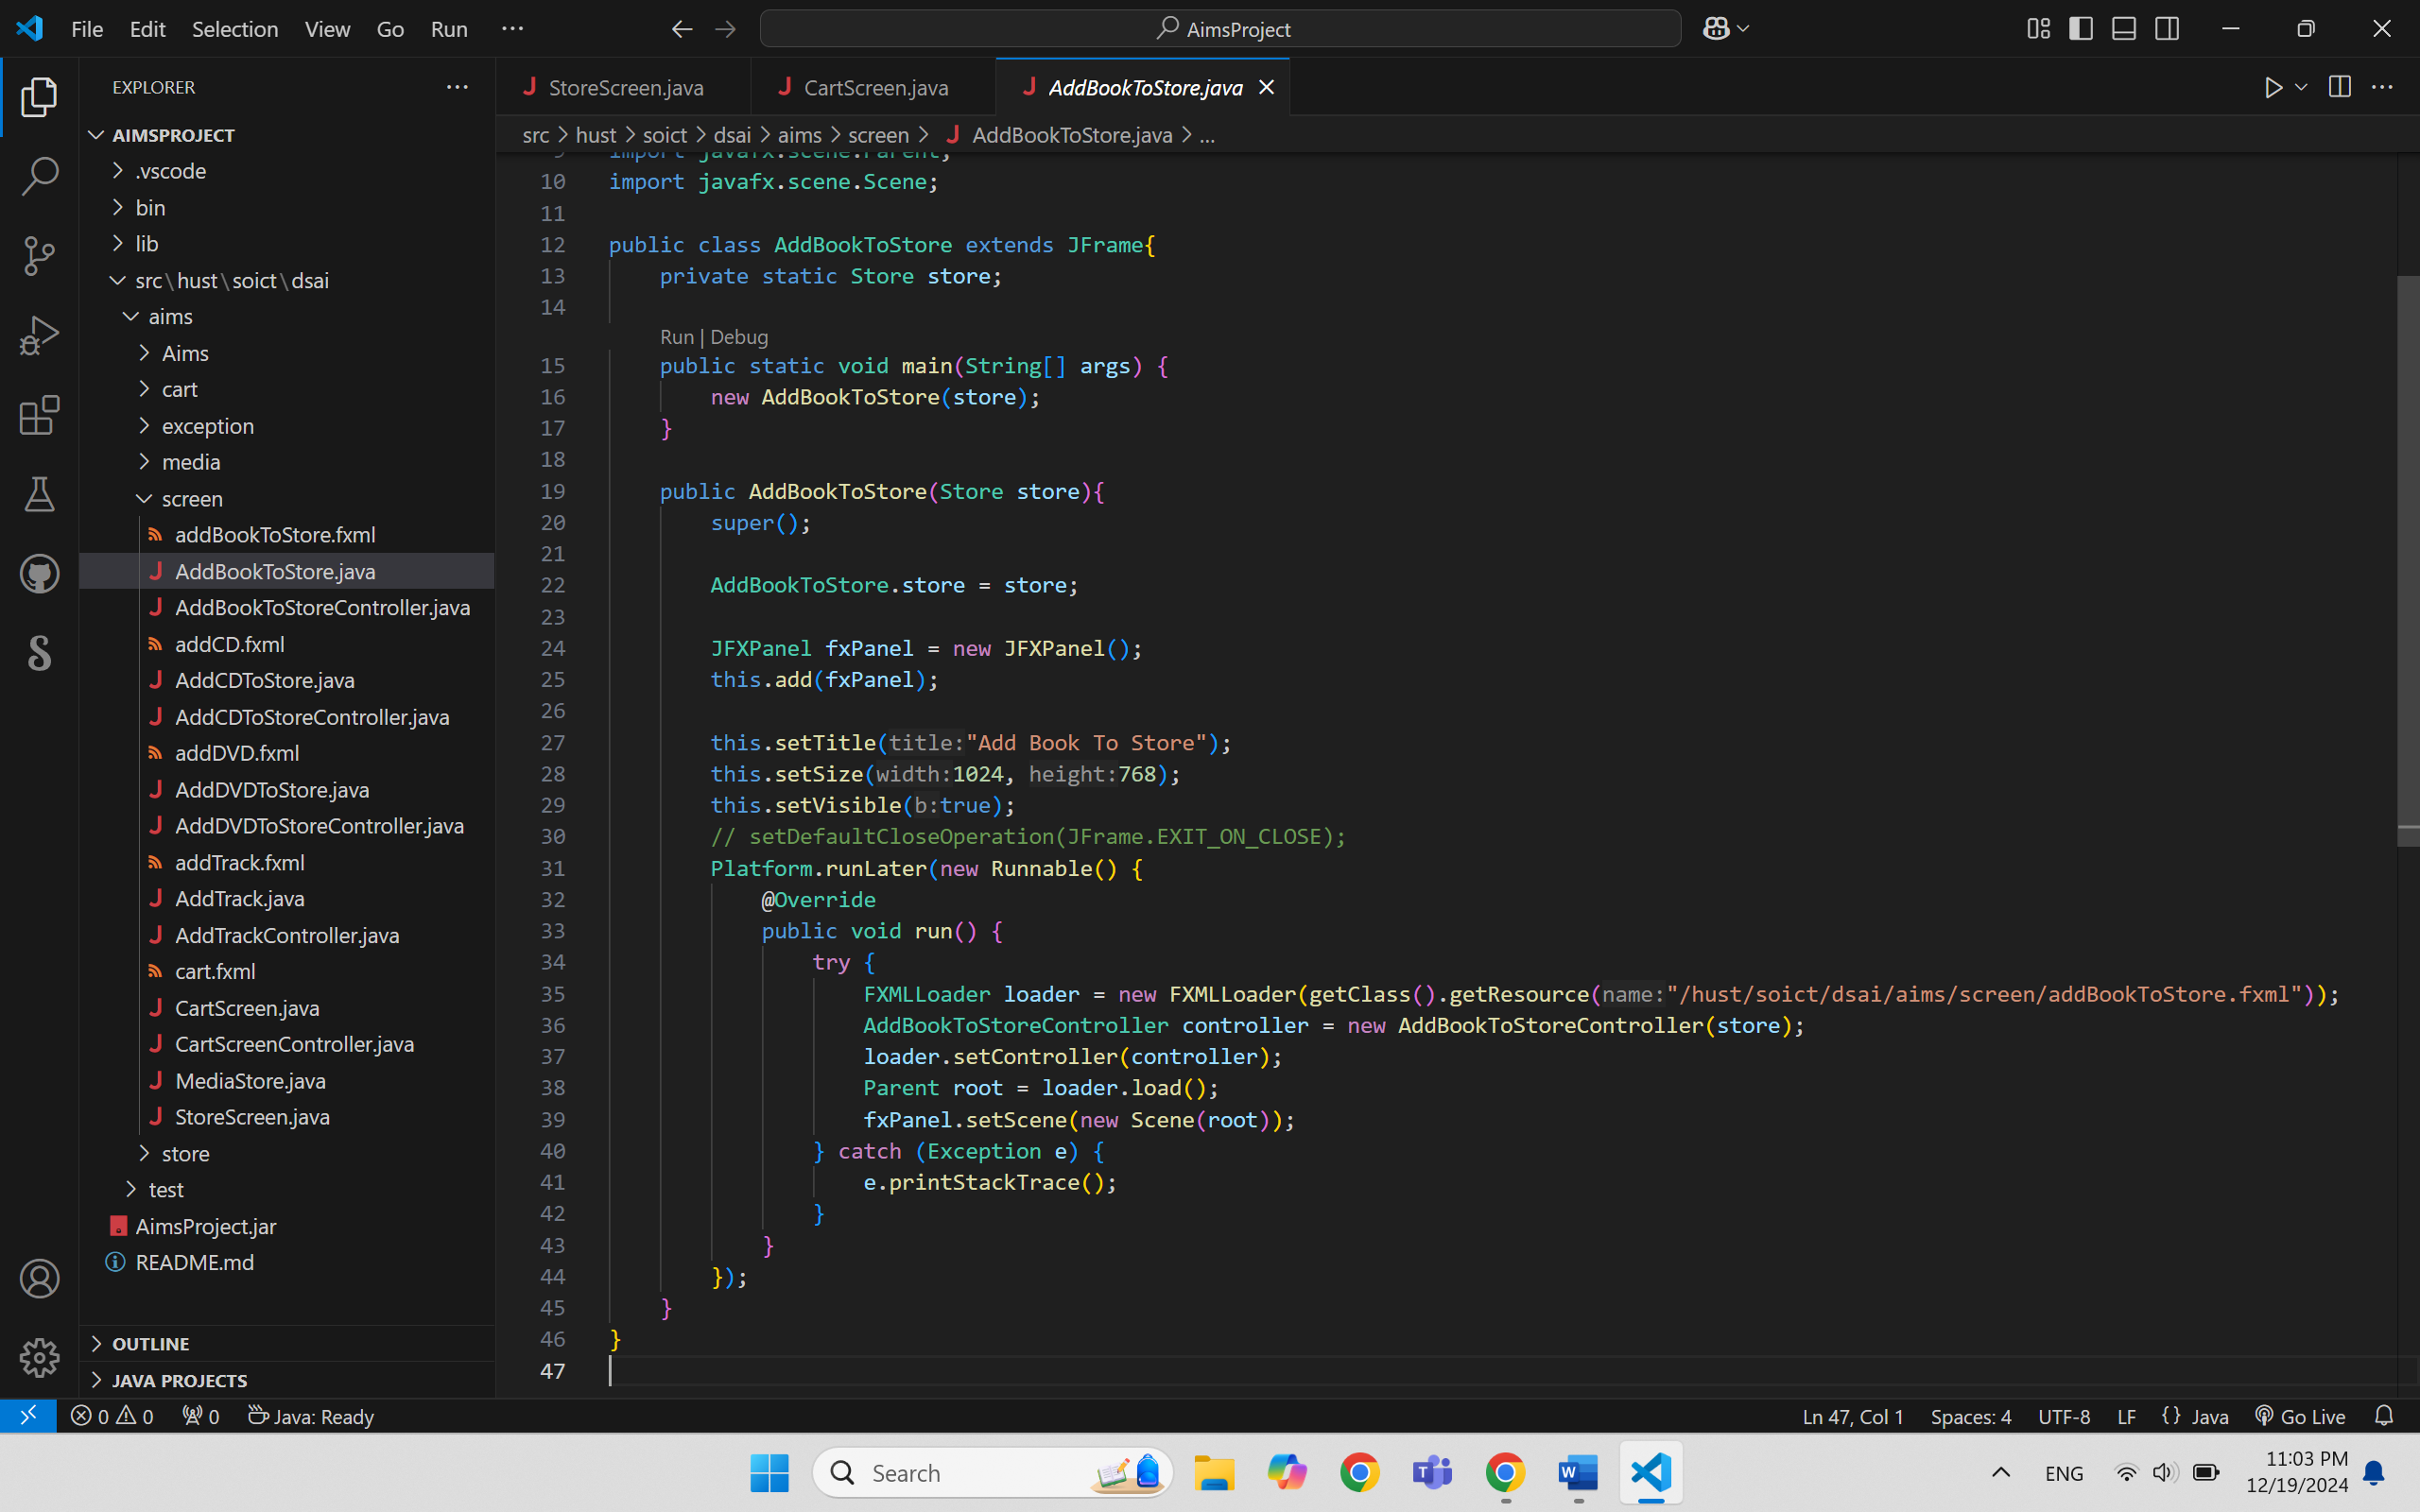 File Edit Selection View Go Run ··· AimsProject
EXPLORER ···
AIMSPROJECT
.vscode
bin
lib
src\hust\soict\dsai
aims
Aims
cart
exception
media
screen
addBookToStore.fxml
AddBookToStore.java
AddBookToStoreController.java
addCD.fxml
AddCDToStore.java
AddCDToStoreController.java
addDVD.fxml
AddDVDToStore.java
AddDVDToStoreController.java
addTrack.fxml
AddTrack.java
AddTrackController.java
cart.fxml
CartScreen.java
CartScreenController.java
MediaStore.java
StoreScreen.java
store
test
AimsProject.jar
README.md
OUTLINE
JAVA PROJECTS
StoreScreen.java CartScreen.java AddBookToStore.java
src > hust > soict > dsai > aims > screen > AddBookToStore.java > ...
9 import javafx.scene.Parent;
10 import javafx.scene.Scene;
11
12 public class AddBookToStore extends JFrame{
13 private static Store store;
14
Run | Debug
15 public static void main(String[] args) {
16 new AddBookToStore(store);
17 }
18
19 public AddBookToStore(Store store){
20 super();
21
22 AddBookToStore.store = store;
23
24 JFXPanel fxPanel = new JFXPanel();
25 this.add(fxPanel);
26
27 this.setTitle(title:"Add Book To Store");
28 this.setSize(width:1024, height:768);
29 this.setVisible(b:true);
30 // setDefaultCloseOperation(JFrame.EXIT_ON_CLOSE);
31 Platform.runLater(new Runnable() {
32 @Override
33 public void run() {
34 try {
35 FXMLLoader loader = new FXMLLoader(getClass().getResource(name:"/hust/soict/dsai/aims/screen/addBookToStore.fxml"));
36 AddBookToStoreController controller = new AddBookToStoreController(store);
37 loader.setController(controller);
38 Parent root = loader.load();
39 fxPanel.setScene(new Scene(root));
40 } catch (Exception e) {
41 e.printStackTrace();
42 }
43 }
44 });
45 }
46 }
47
0 0 0 Java: Ready Ln 47, Col 1 Spaces: 4 UTF-8 LF {} Java Go Live
Search ENG 11:03 PM
12/19/2024